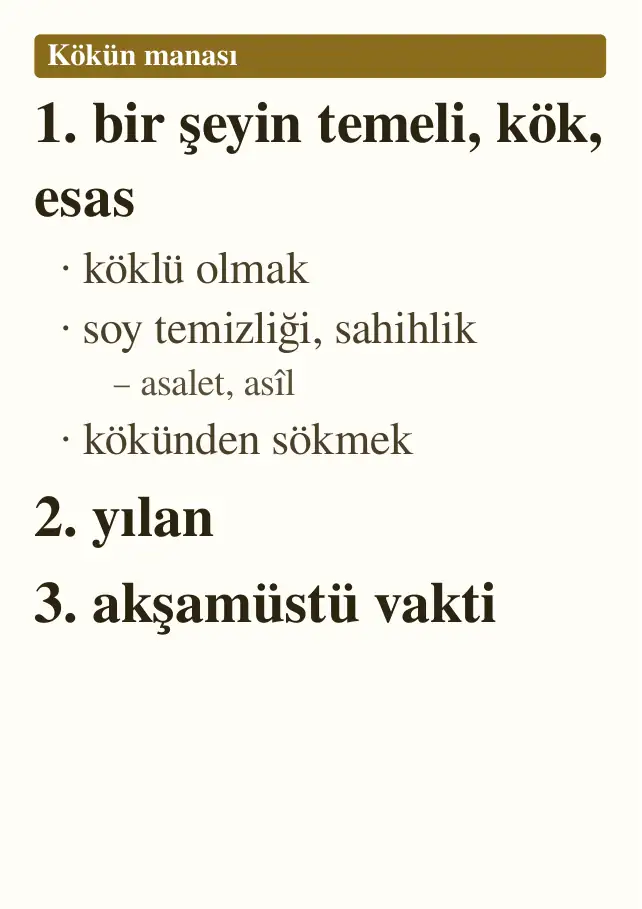 Kökün manası
1. bir şeyin temeli, kök,
esas
· köklü olmak
· soy temizliği, sahihlik
– asalet, asîl
· kökünden sökmek
2. yılan
3. akşamüstü vakti